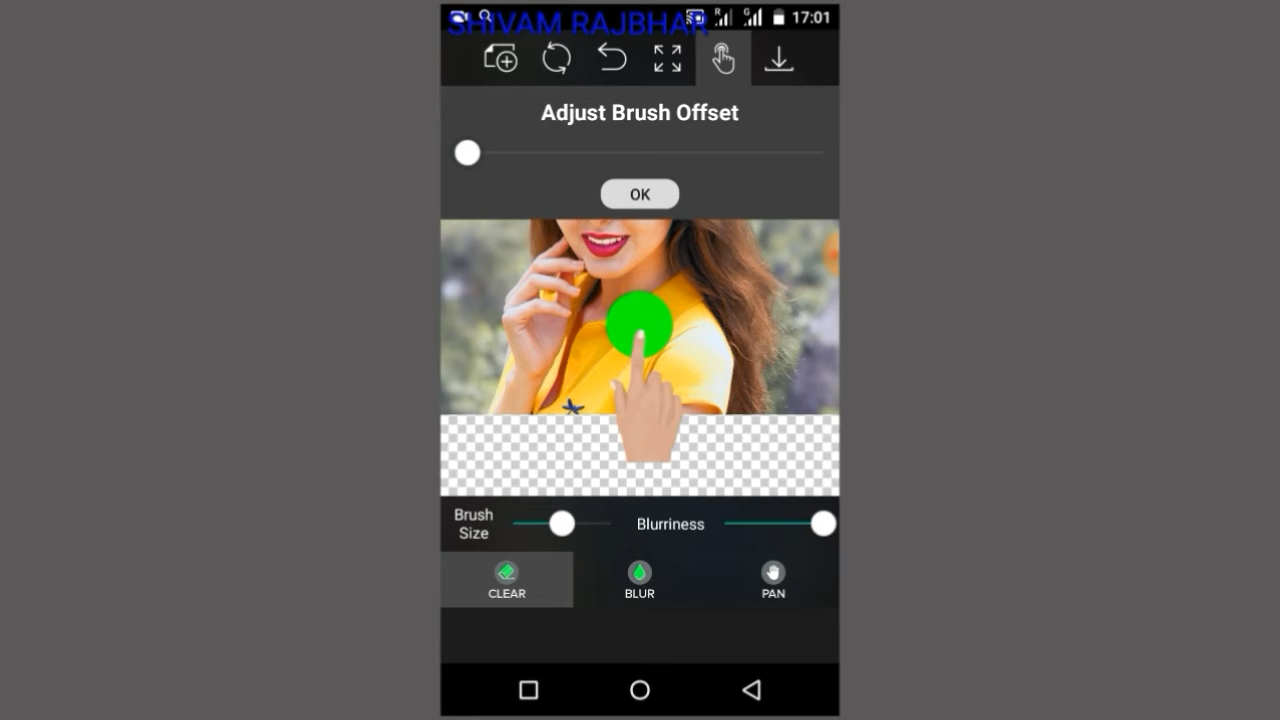 SHIVAM RAJBHAR
R
G
17:01
Adjust Brush Offset
OK
Brush
Size
Blurriness
CLEAR
BLUR
PAN